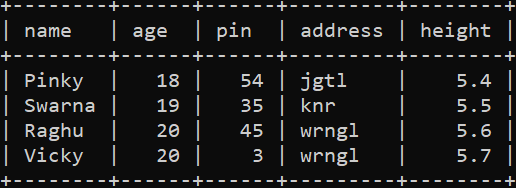 +--------+------+------+---------+--------+
| name   | age  | pin  | address | height |
+--------+------+------+---------+--------+
| Pinky  |   18 |   54 | jgtl    |    5.4 |
| Swarna |   19 |   35 | knr     |    5.5 |
| Raghu  |   20 |   45 | wrngl   |    5.6 |
| Vicky  |   20 |    3 | wrngl   |    5.7 |
+--------+------+------+---------+--------+